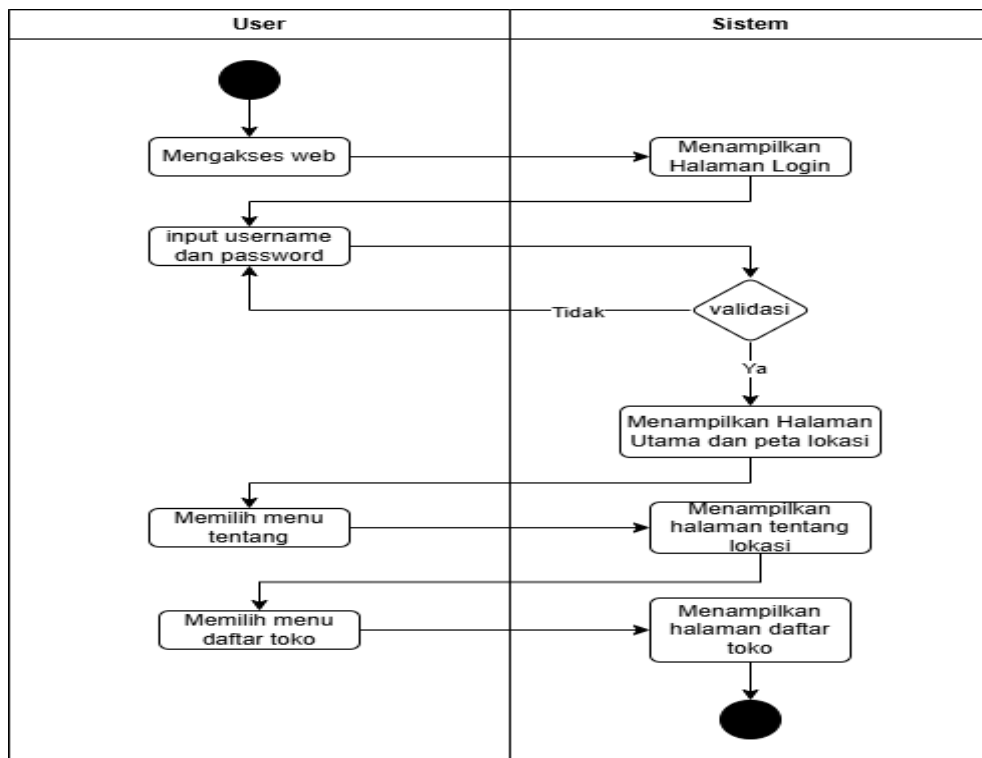 User
Sistem
Mengakses web
Menampilkan
Halaman Login
input username
dan password
validasi
Tidak
Ya
Menampilkan Halaman
Utama dan peta lokasi
Memilih menu
tentang
Menampilkan
halaman tentang
lokasi
Memilih menu
daftar toko
Menampilkan
halaman daftar
toko